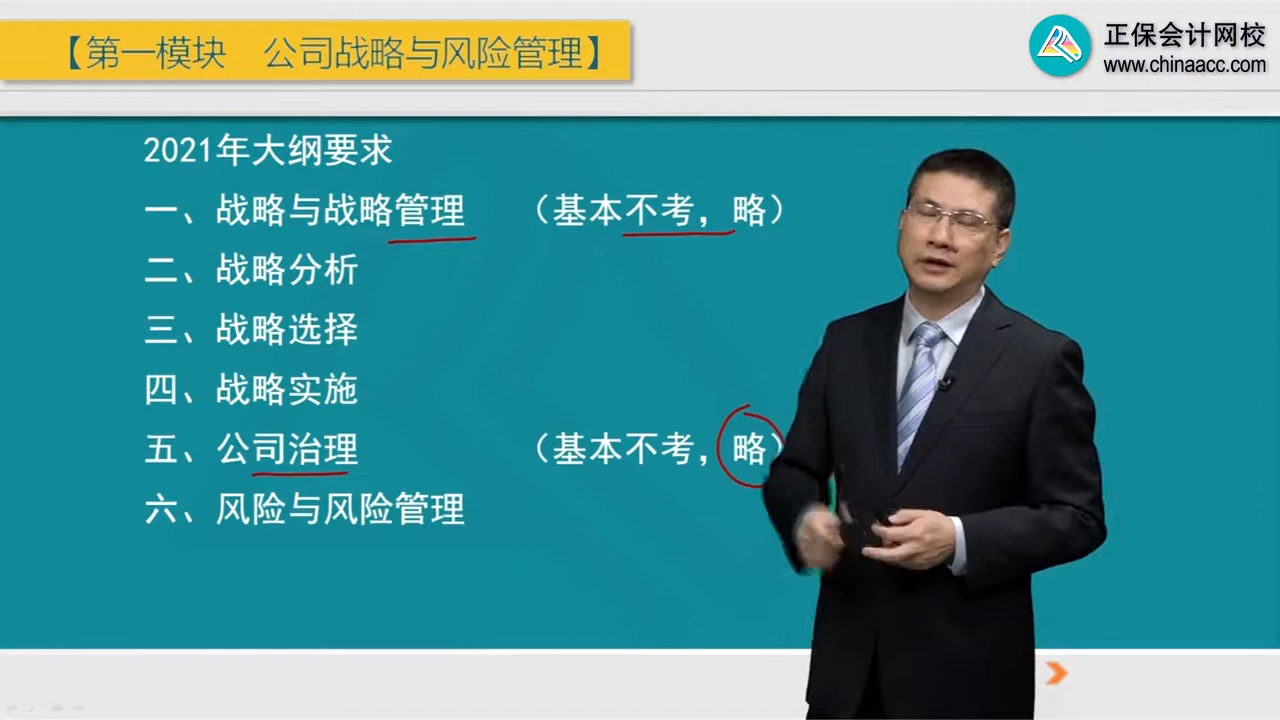 【第一模块 公司战略与风险管理】
正保会计网校
www.chinaacc.com
2021年大纲要求
一、战略与战略管理 （基本不考，略）
二、战略分析
三、战略选择
四、战略实施
五、公司治理 （基本不考，略）
六、风险与风险管理